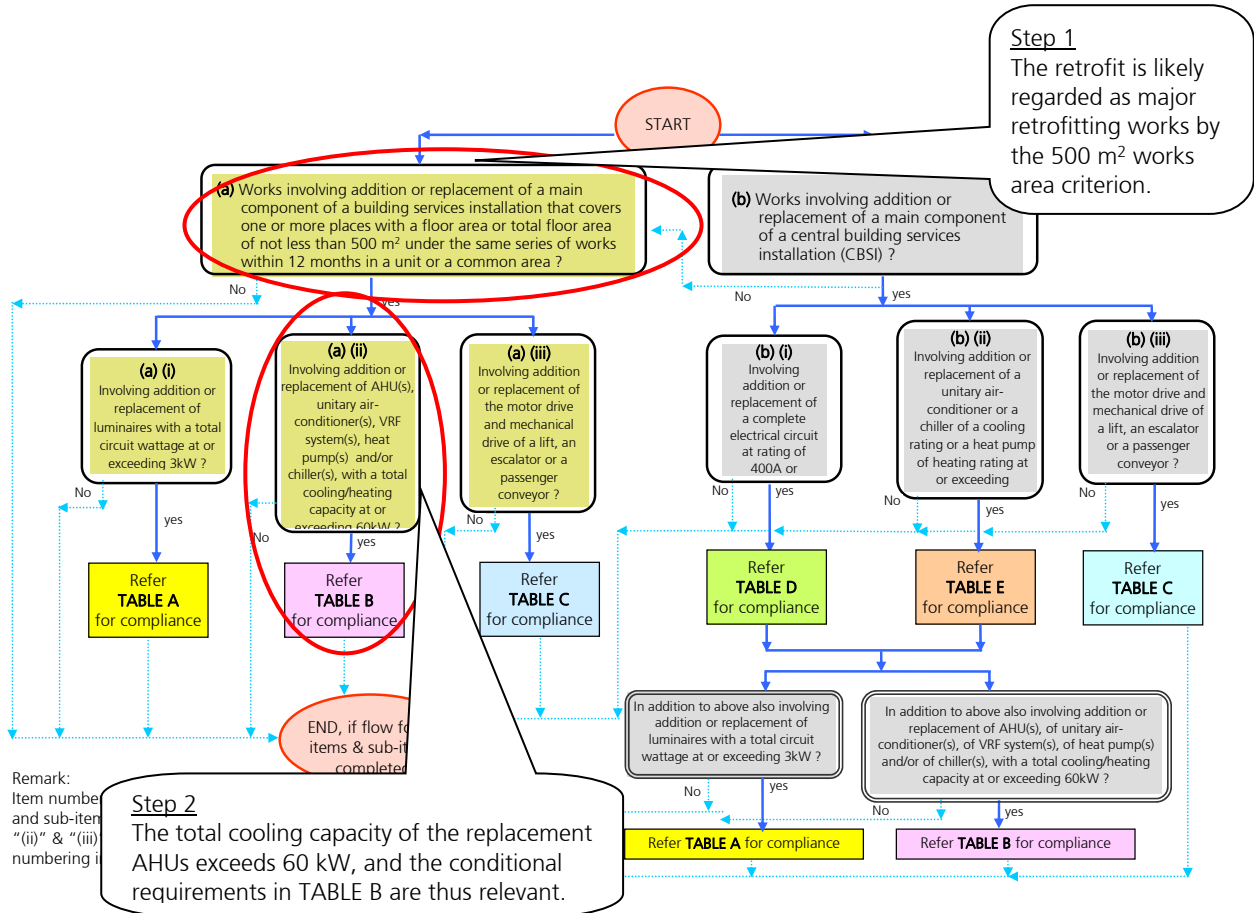 Step 1
The retrofit is likely
regarded as major
retrofitting works by
the 500 m² works
area criterion.
START
(a) Works involving addition or replacement of a main
component of a building services installation that covers
one or more places with a floor area or total floor area
of not less than 500 m² under the same series of works
within 12 months in a unit or a common area ?
(b) Works involving addition or
replacement of a main component
of a central building services
installation (CBSI) ?
No
yes
No
yes
(a) (i)
Involving addition or
replacement of
luminaires with a total
circuit wattage at or
exceeding 3kW ?
(a) (ii)
Involving addition or
replacement of AHU(s),
unitary air-
conditioner(s), VRF
system(s), heat
pump(s) and/or
chiller(s), with a total
cooling/heating
capacity at or
exceeding 60kW ?
(a) (iii)
Involving addition
or replacement of
the motor drive
and mechanical
drive of a lift, an
escalator or a
passenger
conveyor ?
(b) (i)
Involving
addition or
replacement of
a complete
electrical circuit
at rating of
400A or
(b) (ii)
Involving addition or
replacement of a
unitary air-
conditioner or a
chiller of a cooling
rating or a heat pump
of heating rating at
or exceeding
(b) (iii)
Involving addition
or replacement of
the motor drive and
mechanical drive of
a lift, an escalator
or a passenger
conveyor ?
No
yes
No
yes
No
yes
No
yes
No
yes
No
yes
Refer
TABLE A
for compliance
Refer
TABLE B
for compliance
Refer
TABLE C
for compliance
Refer
TABLE D
for compliance
Refer
TABLE E
for compliance
Refer
TABLE C
for compliance
END, if flow
items &
completed
In addition to above also involving
addition or replacement of
luminaires with a total circuit
wattage at or exceeding 3kW ?
In addition to above also involving addition or
replacement of AHU(s), of unitary air-
conditioner(s), of VRF system(s), of heat pump(s)
and/or of chiller(s), with a total cooling/heating
capacity at or exceeding 60kW ?
No
yes
No
yes
Refer TABLE A for compliance
Refer TABLE B for compliance
Remark:
Item
and
"(ii)" & "(iii)
numbering
Step 2
The total cooling capacity of the replacement
AHUs exceeds 60 kW, and the conditional
requirements in TABLE B are thus relevant.